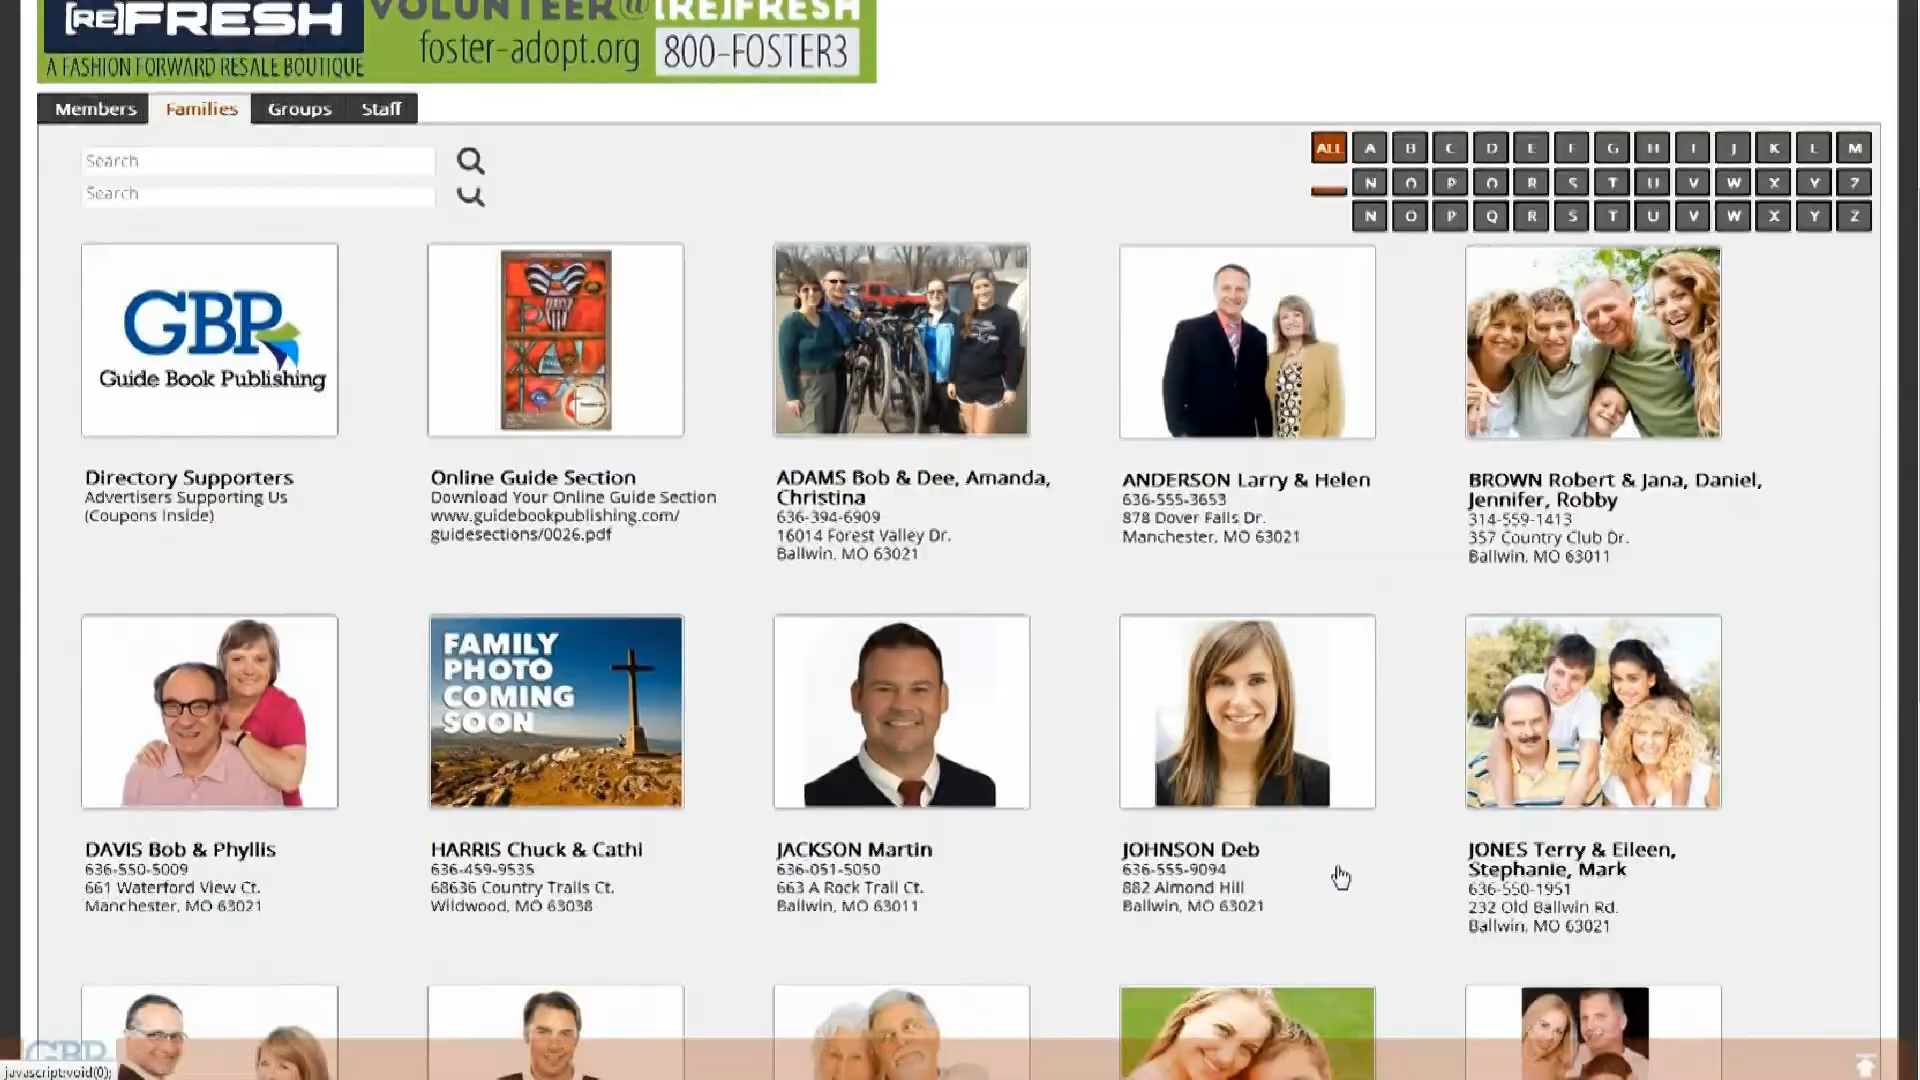 [RE]FRESH
A FASHION FORWARD RESALE BOUTIQUE
VOLUNTEER@[RE]FRESH
foster-adopt.org 800-FOSTER3
Members Families Groups Staff
Search
Search
ALL A B C D E F G H I J K L M
N O P Q R S T U V W X Y Z
N O P Q R S T U V W X Y Z
GBP
Guide Book Publishing
Directory Supporters
Advertisers Supporting Us
(Coupons Inside)
Online Guide Section
Download Your Online Guide Section
www.guidebookpublishing.com/
guidesections/0026.pdf
ADAMS Bob & Dee, Amanda,
Christina
636-394-6909
16014 Forest Valley Dr.
Ballwin, MO 63021
ANDERSON Larry & Helen
636-555-3653
878 Dover Falls Dr.
Manchester, MO 63021
BROWN Robert & Jana, Daniel,
Jennifer, Robby
314-559-1413
357 Country Club Dr.
Ballwin, MO 63011
DAVIS Bob & Phyllis
636-550-5009
661 Waterford View Ct.
Manchester, MO 63021
FAMILY
PHOTO
COMING
SOON
HARRIS Chuck & Cathi
636-459-9535
68636 Country Trails Ct.
Wildwood, MO 63038
JACKSON Martin
636-051-5050
663 A Rock Trail Ct.
Ballwin, MO 63011
JOHNSON Deb
636-555-9094
882 Almond Hill
Ballwin, MO 63021
JONES Terry & Eileen,
Stephanie, Mark
636-550-1951
232 Old Ballwin Rd.
Ballwin, MO 63021
GBP
javascript:void(0);